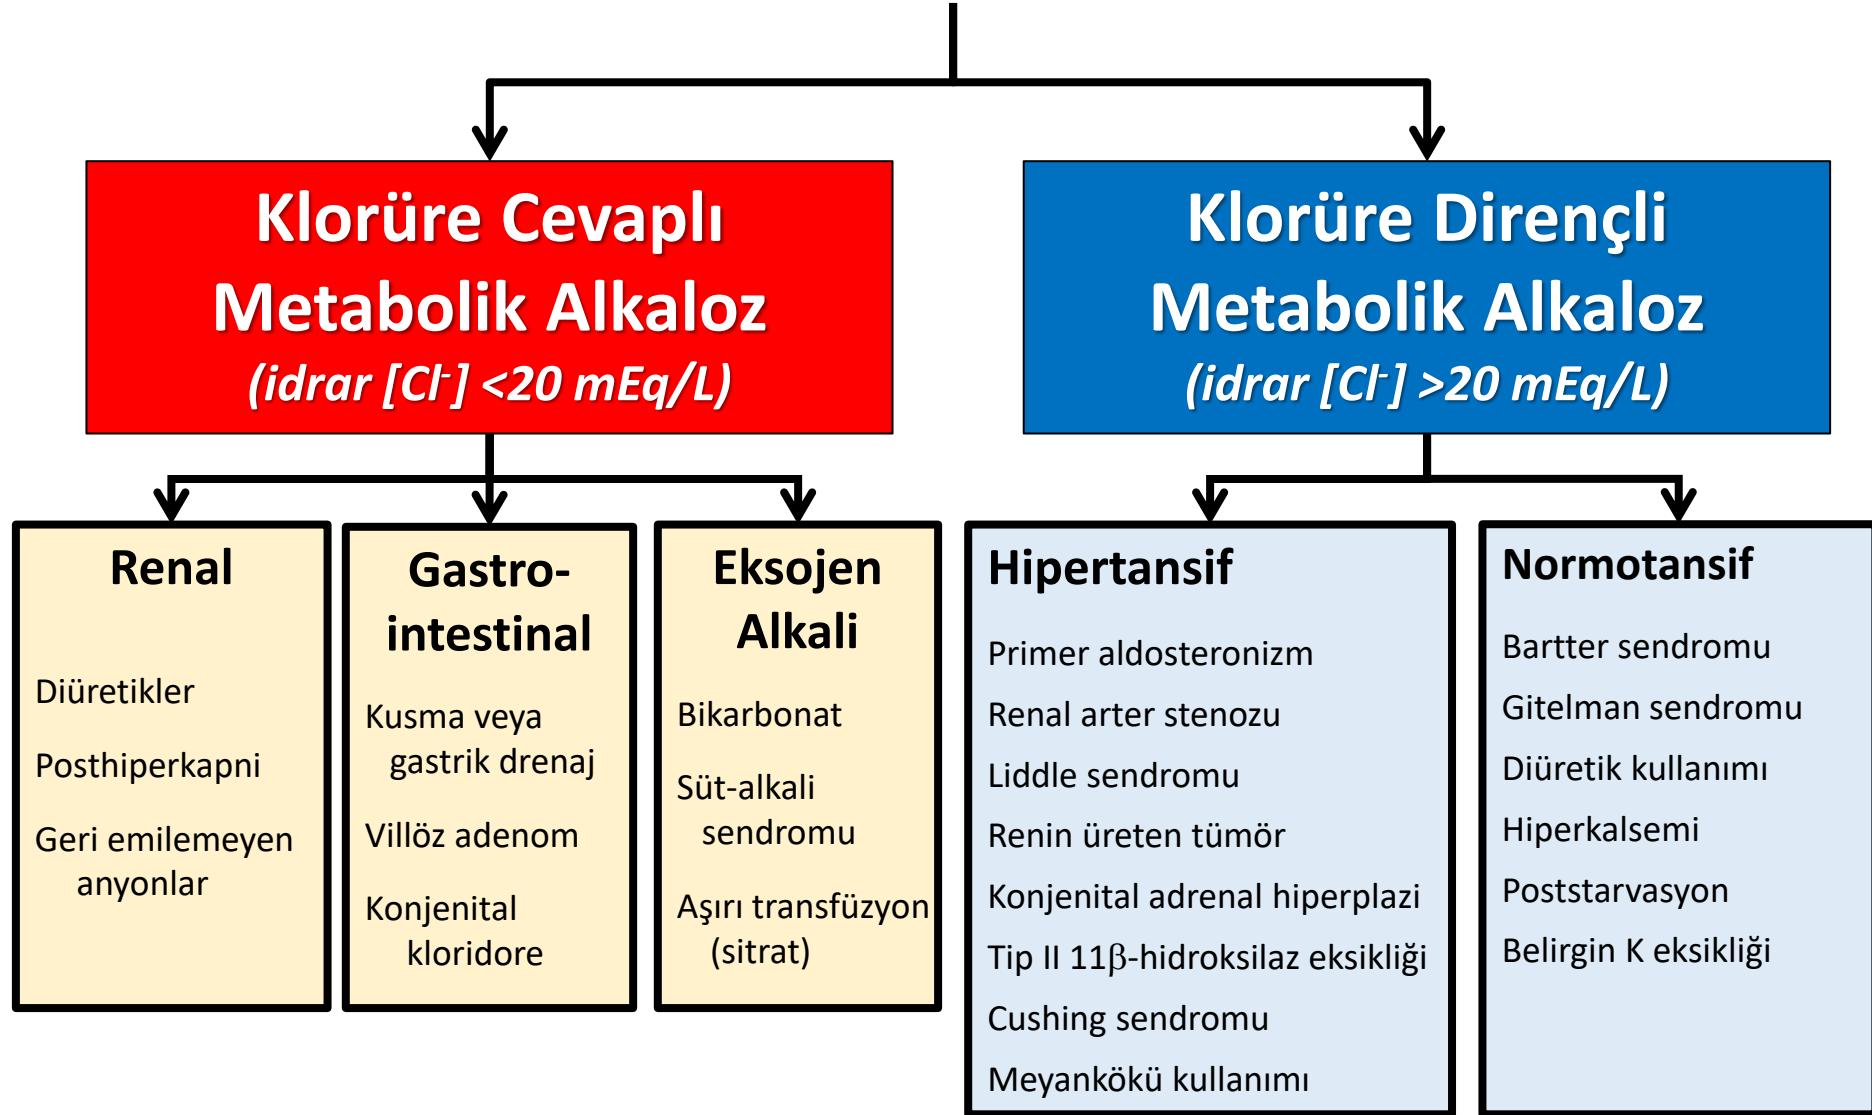 Klorüre Cevaplı
Metabolik Alkaloz
(idrar [Cl-] <20 mEq/L)
Klorüre Dirençli
Metabolik Alkaloz
(idrar [Cl-] >20 mEq/L)
Renal
Diüretikler
Posthiperkapni
Geri emilemeyen
anyonlar
Gastro-
intestinal
Kusma veya
gastrik drenaj
Villöz adenom
Konjenital
kloridore
Eksojen
Alkali
Bikarbonat
Süt-alkali
sendromu
Aşırı transfüzyon
(sitrat)
Hipertansif
Primer aldosteronizm
Renal arter stenozu
Liddle sendromu
Renin üreten tümör
Konjenital adrenal hiperplazi
Tip II 11β-hidroksilaz eksikliği
Cushing sendromu
Meyankökü kullanımı
Normotansif
Bartter sendromu
Gitelman sendromu
Diüretik kullanımı
Hiperkalsemi
Poststarvasyon
Belirgin K eksikliği